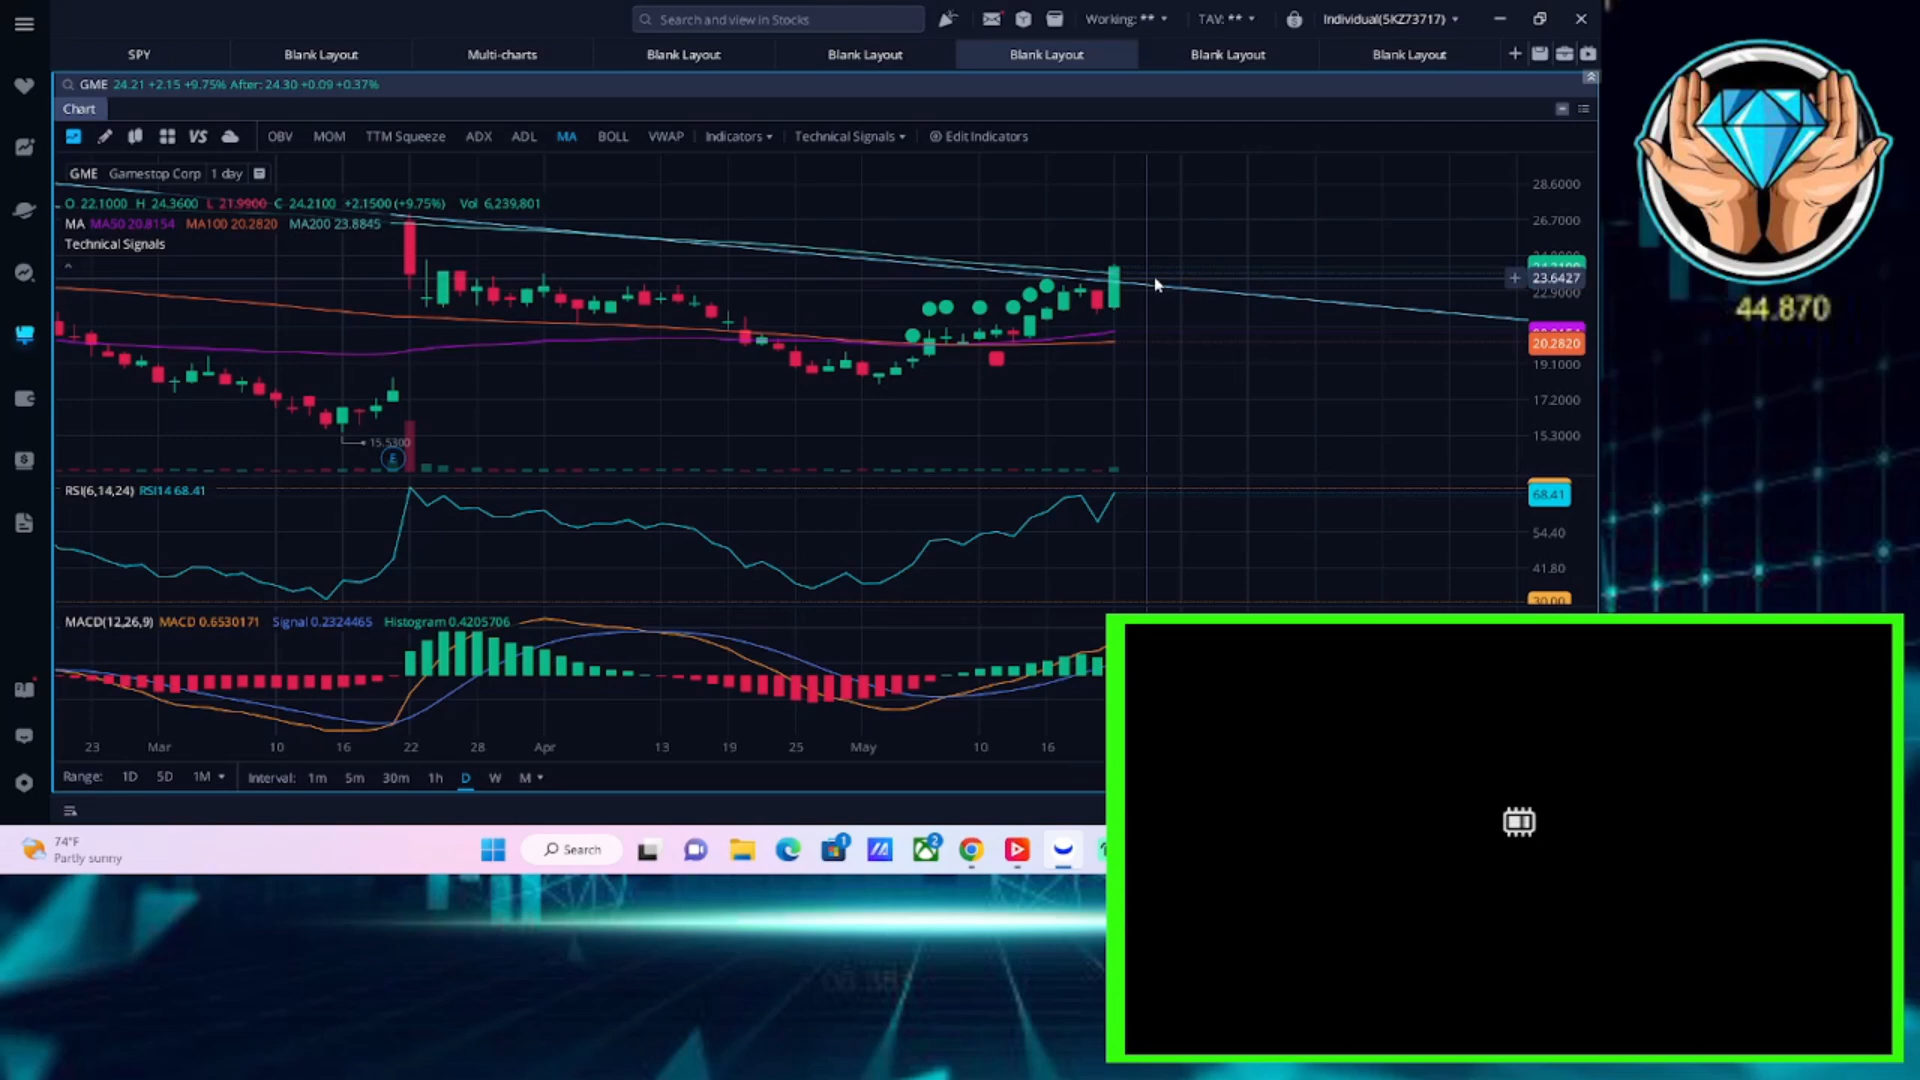 Search and view in Stocks
Working: ** TAV: ** Individual(5KZ73717)
SPY Blank Layout Multi-charts Blank Layout Blank Layout Blank Layout Blank Layout Blank Layout
GME 24.21 +2.15 +9.75% After: 24.30 +0.09 +0.37%
Chart
VS OBV MOM TTM Squeeze ADX ADL MA BOLL VWAP Indicators Technical Signals Edit Indicators
GME Gamestop Corp 1 day
28.6000
O 22.1000 H 24.3600 L 21.9900 C 24.2100 +2.1500(+9.75%) Vol 6,239,801
26.7000
MA MA50 20.8154 MA100 20.2820 MA200 23.8845
Technical Signals
23.6427
22.9000
44.870
20.2820
19.1000
17.2000
15.3000
15.5300
E
RSI(6,14,24) RSI14 68.41
68.41
54.40
41.80
30.00
MACD(12,26,9) MACD 0.6530171 Signal 0.2324465 Histogram 0.4205706
23 Mar 10 16 22 28 Apr 13 19 25 May 10 16
Range: 1D 5D 1M Interval: 1m 5m 30m 1h D W M
74°F
Partly sunny
Search
1
2